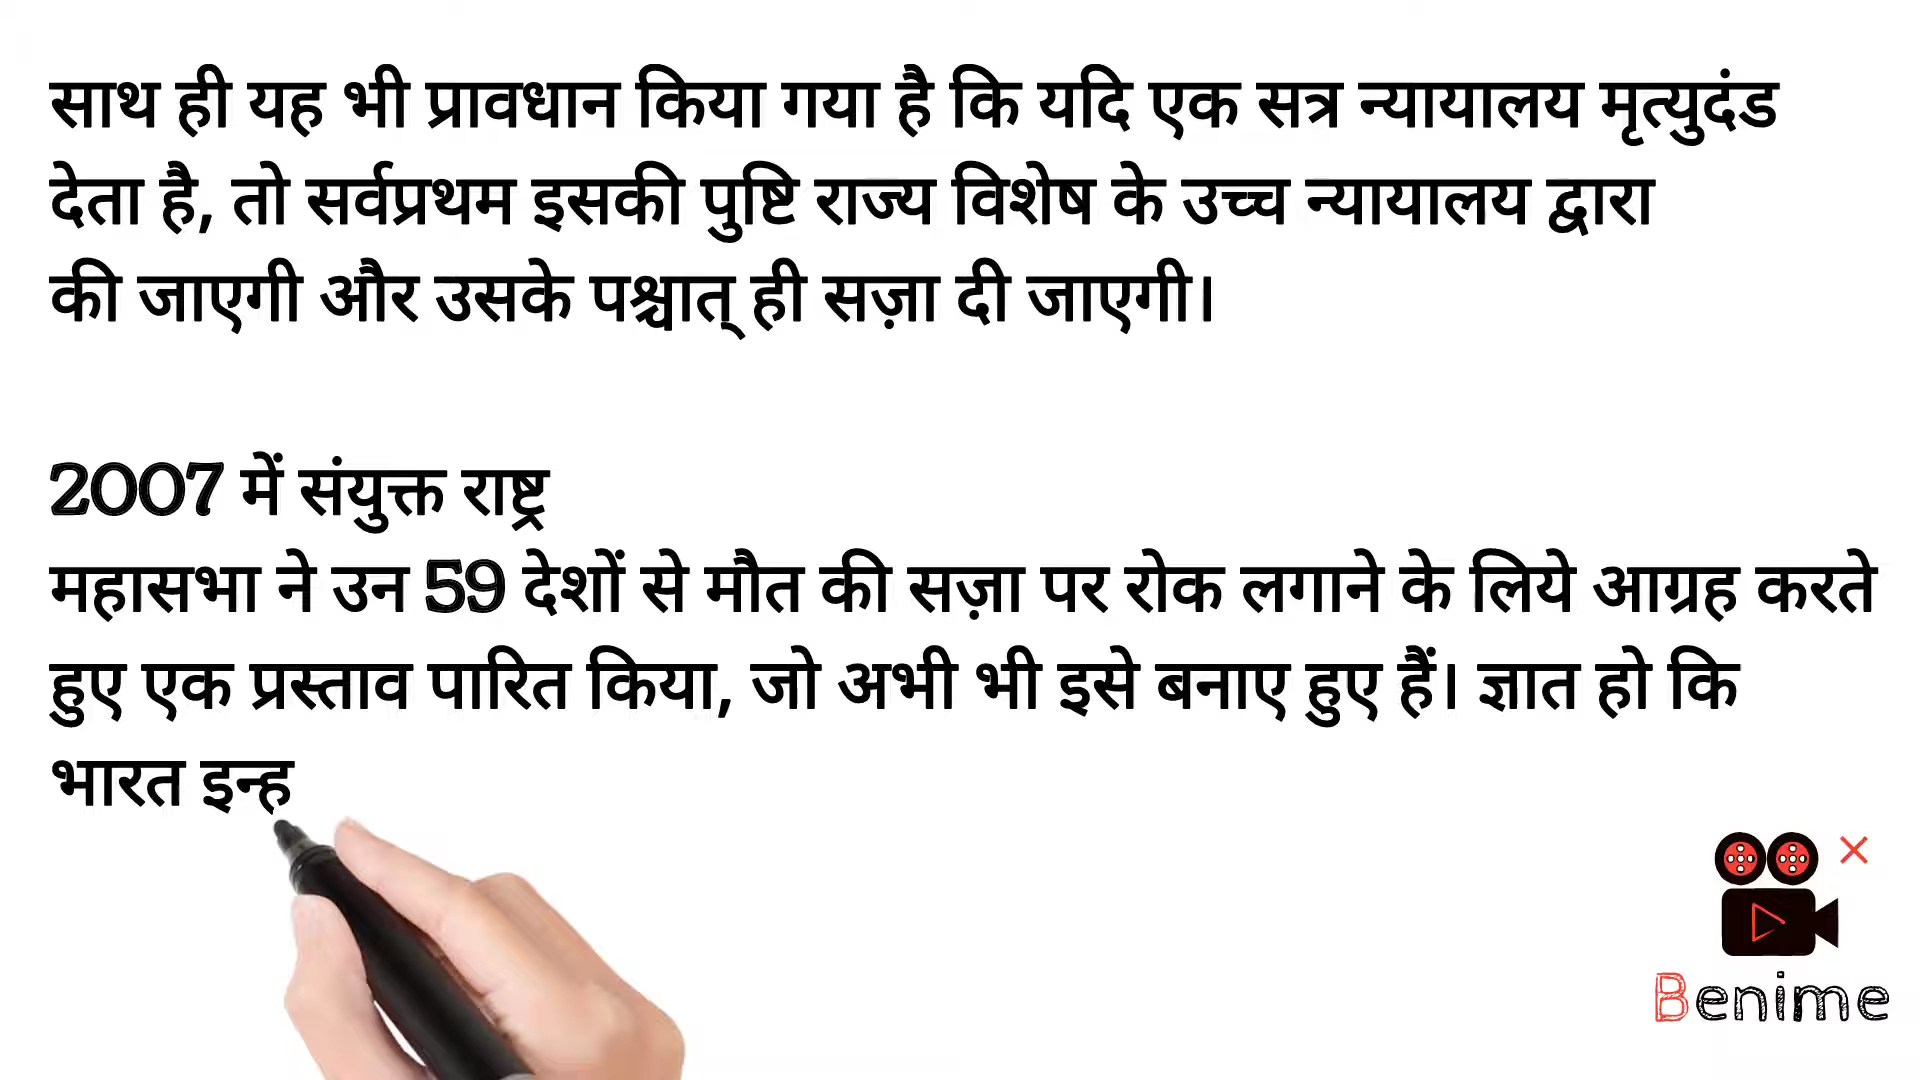 साथ ही यह भी प्रावधान किया गया है कि यदि एक सत्र न्यायालय मृत्युदंड
देता है, तो सर्वप्रथम इसकी पुष्टि राज्य विशेष के उच्च न्यायालय द्वारा
की जाएगी और उसके पश्चात् ही सज़ा दी जाएगी।
2007 में संयुक्त राष्ट्र
महासभा ने उन 59 देशों से मौत की सज़ा पर रोक लगाने के लिये आग्रह करते
हुए एक प्रस्ताव पारित किया, जो अभी भी इसे बनाए हुए हैं। ज्ञात हो कि
भारत इन्ह
Benime